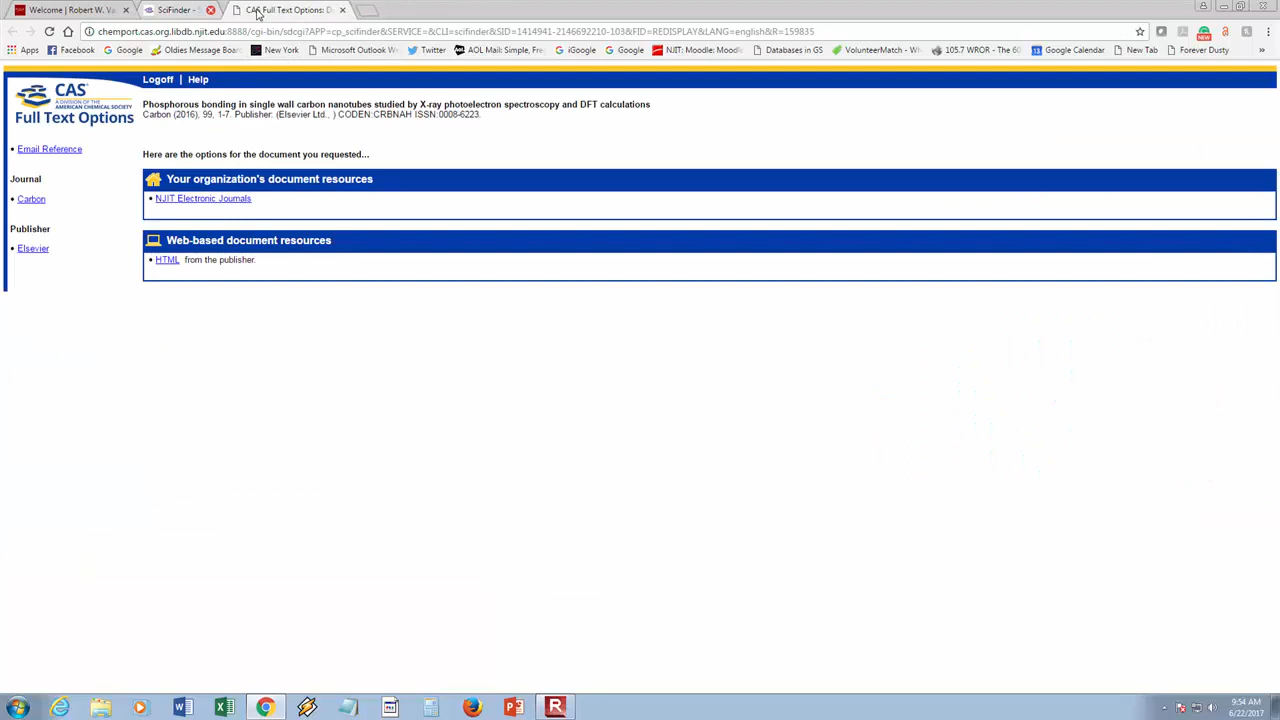 Welcome | Robert W. Va
SciFinder -
CAS Full Text Options: D
chemport.cas.org.libdb.njit.edu:8888/cgi-bin/sdcgi?APP=cp_scifinder&SERVICE=&CLI=scifinder&SID=1414941-2146692210-103&FID=REDISPLAY&LANG=english&R=159835
Apps Facebook Google Oldies Message Board Chemgool New York Microsoft Outlook We Twitter AOL Mail: Simple, Fre iGoogle Google NJIT: Moodle: Moodl Databases in GS VolunteerMatch - Wh 105.7 WROR - The 60 Google Calendar New Tab Forever Dusty
NEW
CAS
A DIVISION OF THE
AMERICAN CHEMICAL SOCIETY
Full Text Options
Logoff | Help
Phosphorous bonding in single wall carbon nanotubes studied by X-ray photoelectron spectroscopy and DFT calculations
Carbon (2016), 99, 1-7. Publisher: (Elsevier Ltd., ) CODEN:CRBNAH ISSN:0008-6223.
Email Reference
Journal
Carbon
Publisher
Elsevier
Here are the options for the document you requested...
Your organization's document resources
NJIT Electronic Journals
Web-based document resources
HTML from the publisher.
9:54 AM
6/22/2017